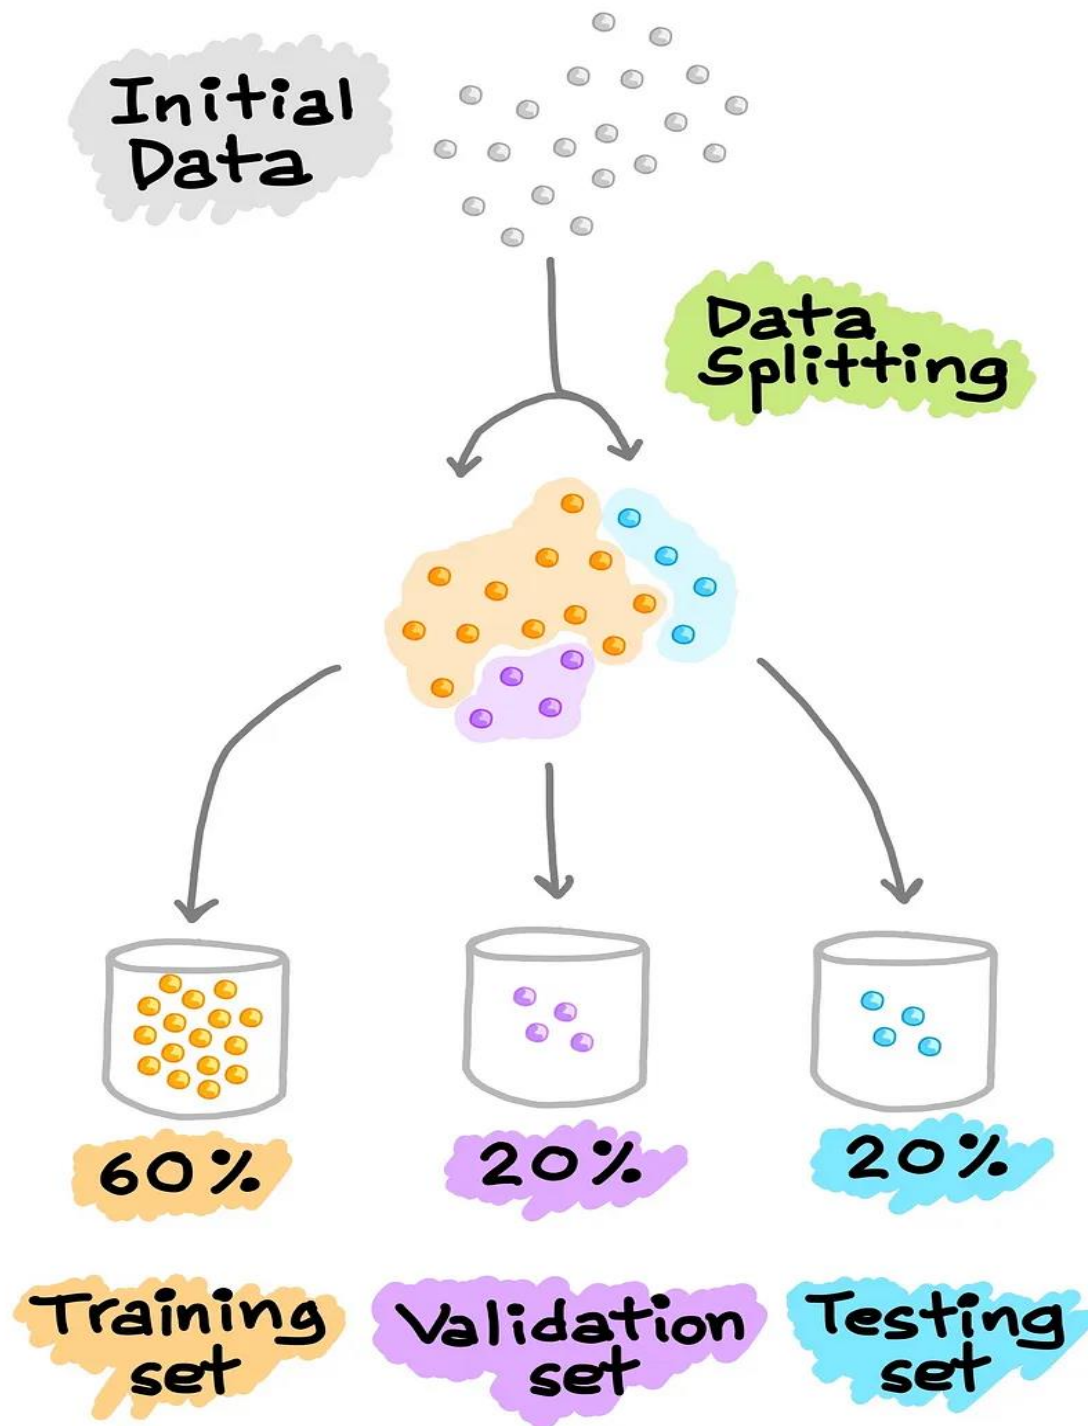 Initial
Data
Data
Splitting
60%
20%
20%
Training
set
Validation
set
Testing
set